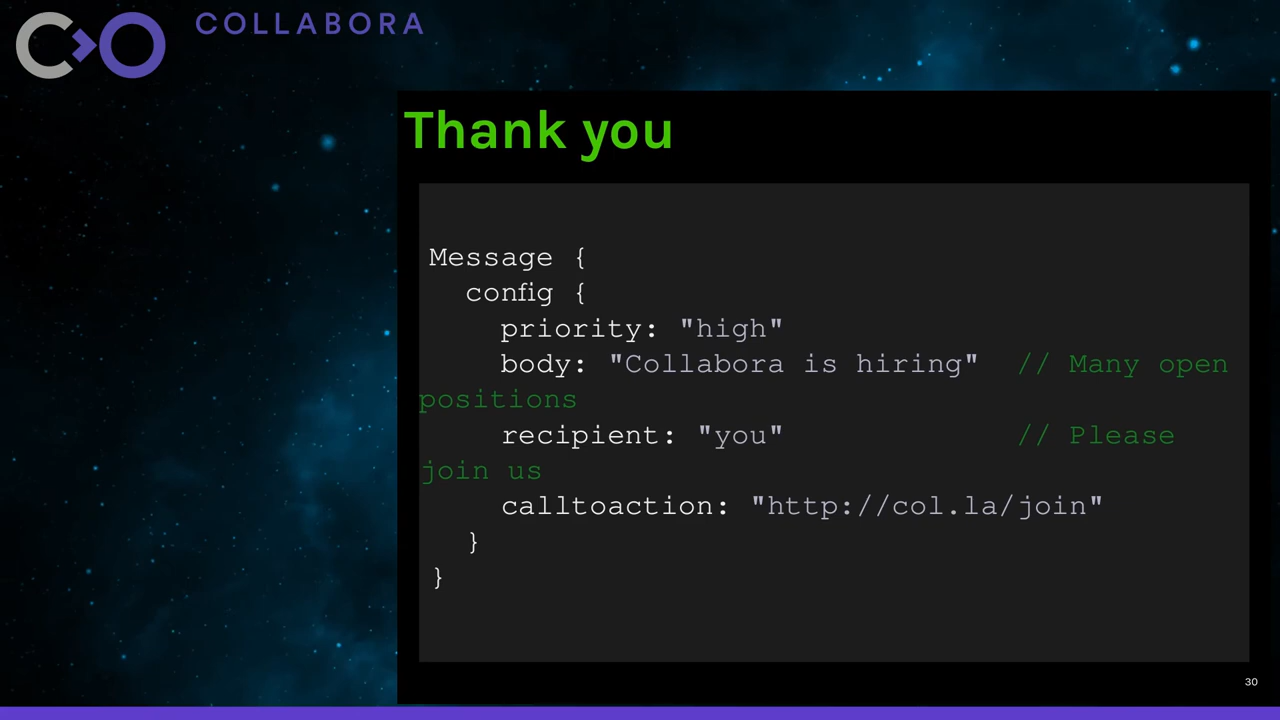 COLLABORA
Thank you
Message {
config {
priority: "high"
body: "Collabora is hiring" // Many open
positions
recipient: "you" // Please
join us
calltoaction: "http://col.la/join"
}
}
30